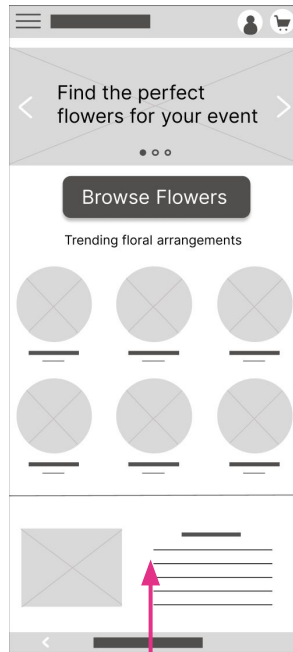 Find the perfect
flowers for your event
Browse Flowers
Trending floral arrangements